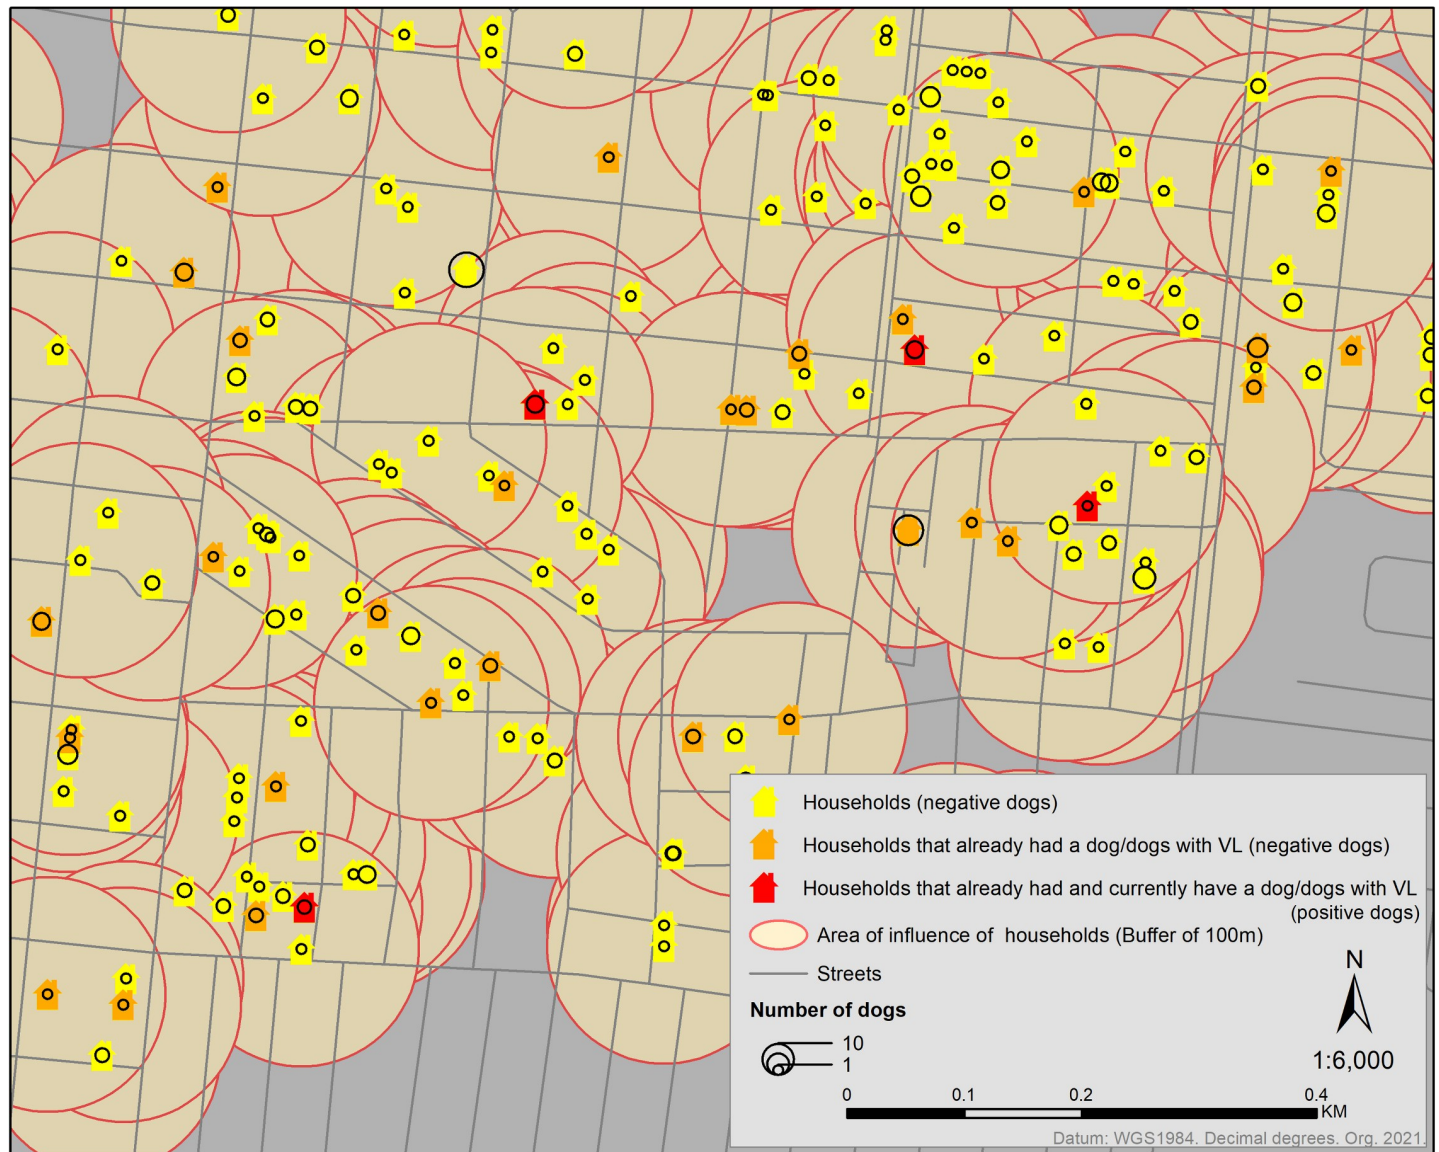 Households (negative dogs)
Households that already had a dog/dogs with VL (negative dogs)
Households that already had and currently have a dog/dogs with VL
(positive dogs)
Area of influence of households (Buffer of 100m)
Streets
N
Number of dogs
10
1
1:6,000
0 0.1 0.2 0.4
KM
Datum: WGS1984. Decimal degrees. Org. 2021.